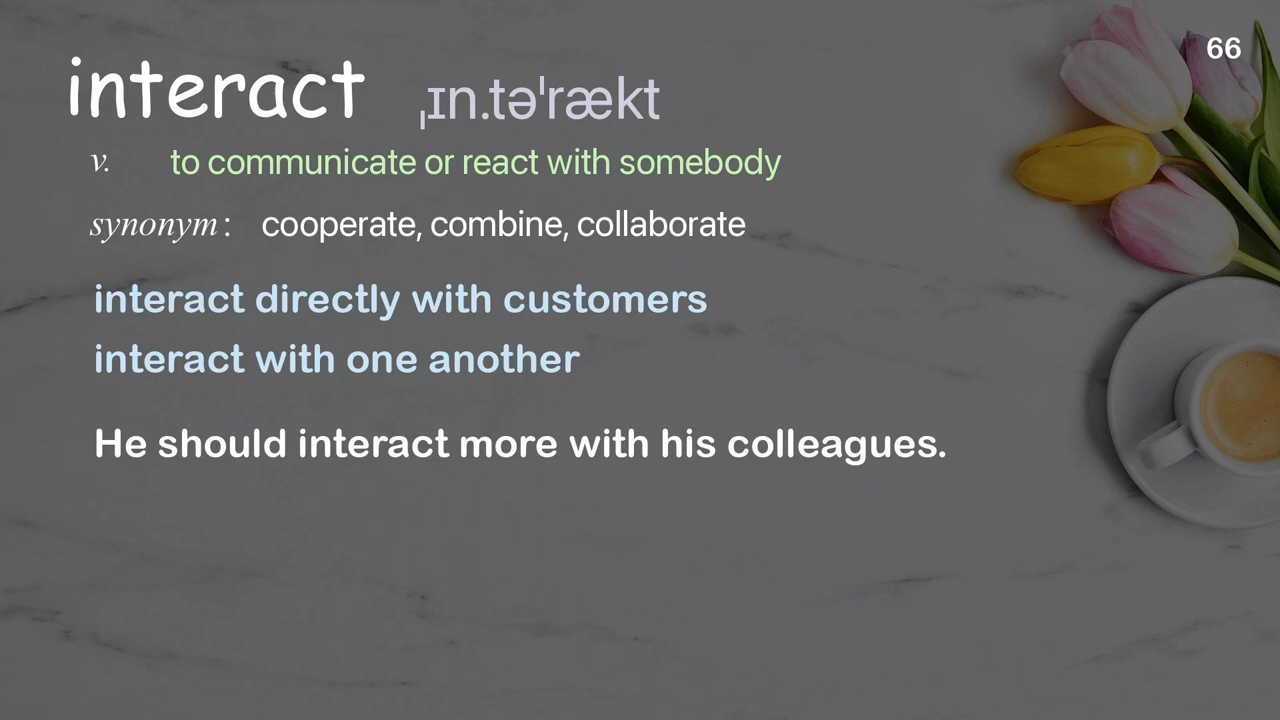 66
interact ˌɪn.təˈrækt
v. to communicate or react with somebody
synonym: cooperate, combine, collaborate
interact directly with customers
interact with one another
He should interact more with his colleagues.